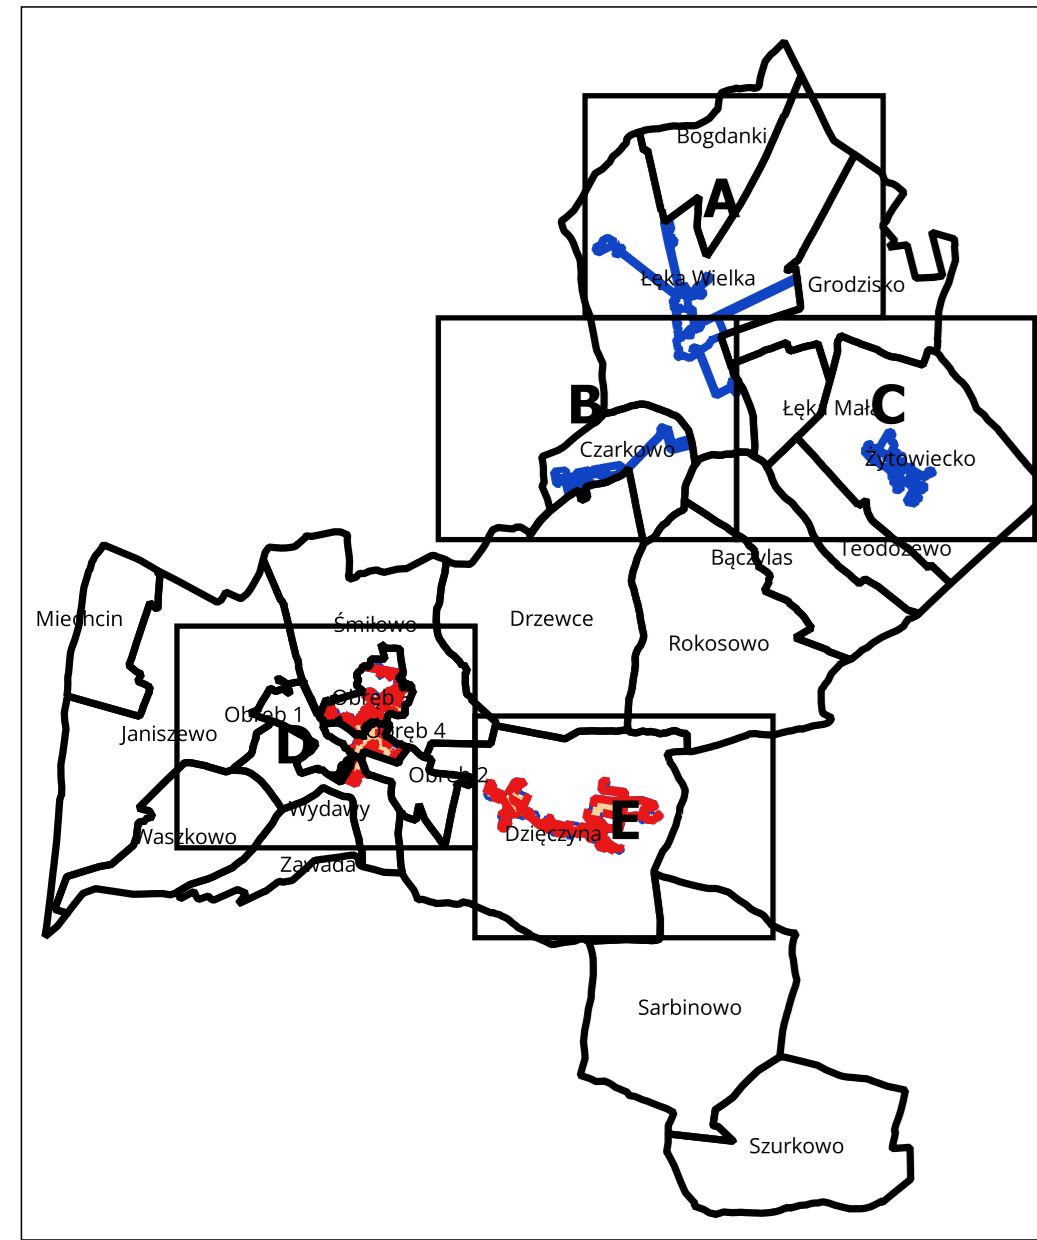 Bogdanki
A
Łęka Wielka
Grodzisko
B
C
Łęka Mała
Czarkowo
Żytowiecko
Teodozewo
Bączylas
Miechcin
Śmiłowo
Drzewce
Rokosowo
Obręb
Obręb 1
Obręb 4
Janiszewo
D
Obręb 2
Wydawy
E
Waszkowo
Dzięczyna
Zawada
Sarbinowo
Szurkowo